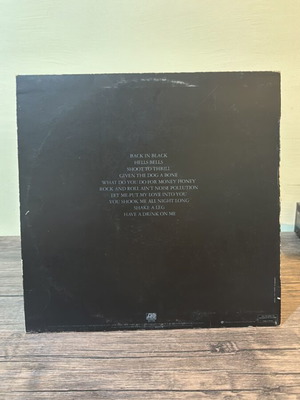 BACK IN BLACK
HELLS BELLS
SHOOT TO THRILL
GIVEN THE DOG A BONE
WHAT DO YOU DO FOR MONEY HONEY
ROCK AND ROLL AIN'T NOISE POLLUTION
LET ME PUT MY LOVE INTO YOU
YOU SHOOK ME ALL NIGHT LONG
SHAKE A LEG
HAVE A DRINK ON ME